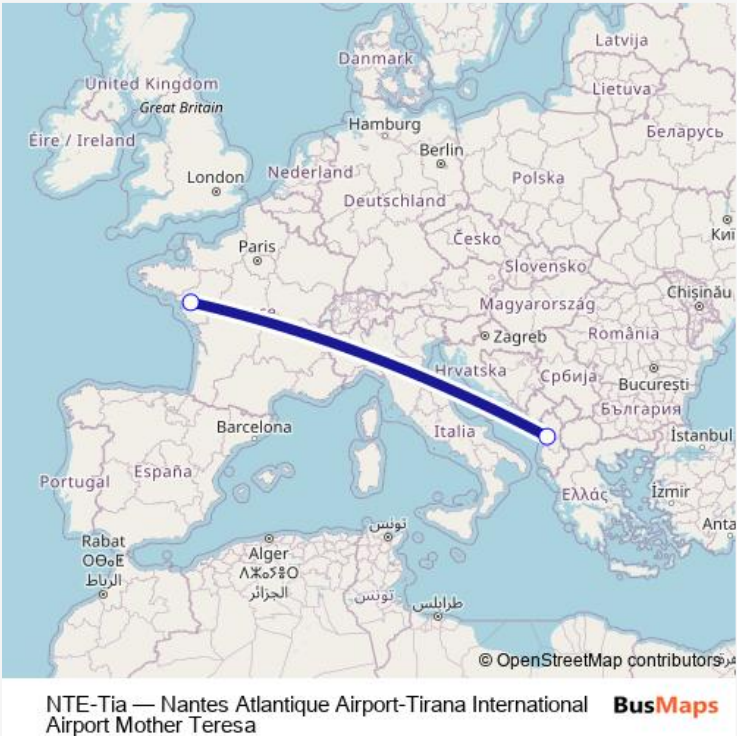 Latvija
Danmark
Lietuva
United Kingdom
Great Britain
Беларусь
Hamburg
Éire / Ireland
Berlin
Nederland
London
Polska
Deutschland
Česko
Paris
Slovensko
Chișinău
Magyarország
Zagreb
România
Hrvatska
Србија
București
България
Barcelona
Italia
İstanbul
España
Portugal
Ελλάς
İzmir
تونس
Rabat
ⵔⴱⴰⵟ
الرباط
Alger
الجزائر
تونس
طرابلس
© OpenStreetMap contributors
NTE-Tia — Nantes Atlantique Airport-Tirana International
Airport Mother Teresa
BusMaps